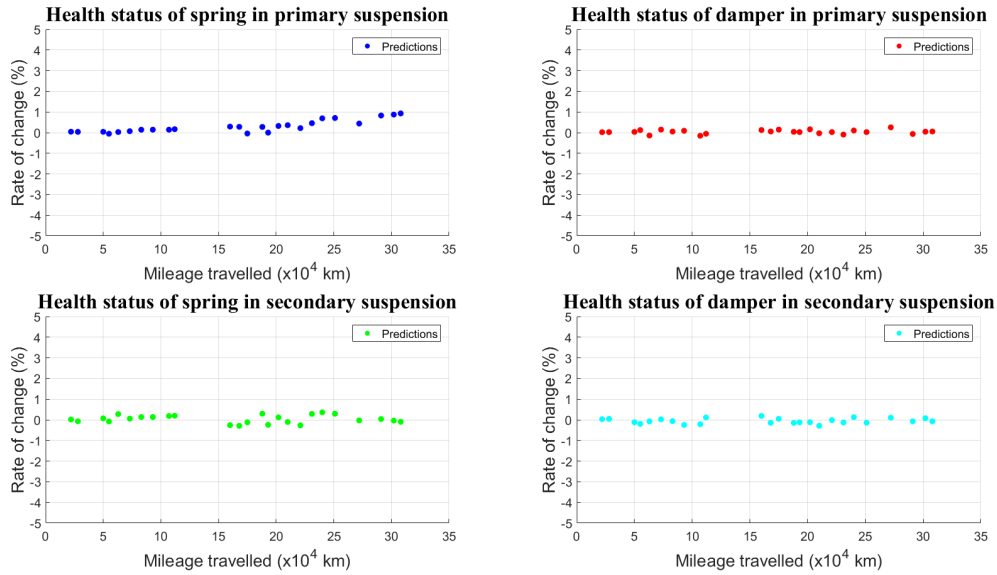 Health status of spring in primary suspension
Rate of change (%)
5
4
3
2
1
0
-1
-2
-3
-4
-5
Predictions
0 5 10 15 20 25 30 35
Mileage travelled (x10⁴ km)
Health status of damper in primary suspension
Rate of change (%)
5
4
3
2
1
0
-1
-2
-3
-4
-5
Predictions
0 5 10 15 20 25 30 35
Mileage travelled (x10⁴ km)
Health status of spring in secondary suspension
Rate of change (%)
5
4
3
2
1
0
-1
-2
-3
-4
-5
Predictions
0 5 10 15 20 25 30 35
Mileage travelled (x10⁴ km)
Health status of damper in secondary suspension
Rate of change (%)
5
4
3
2
1
0
-1
-2
-3
-4
-5
Predictions
0 5 10 15 20 25 30 35
Mileage travelled (x10⁴ km)